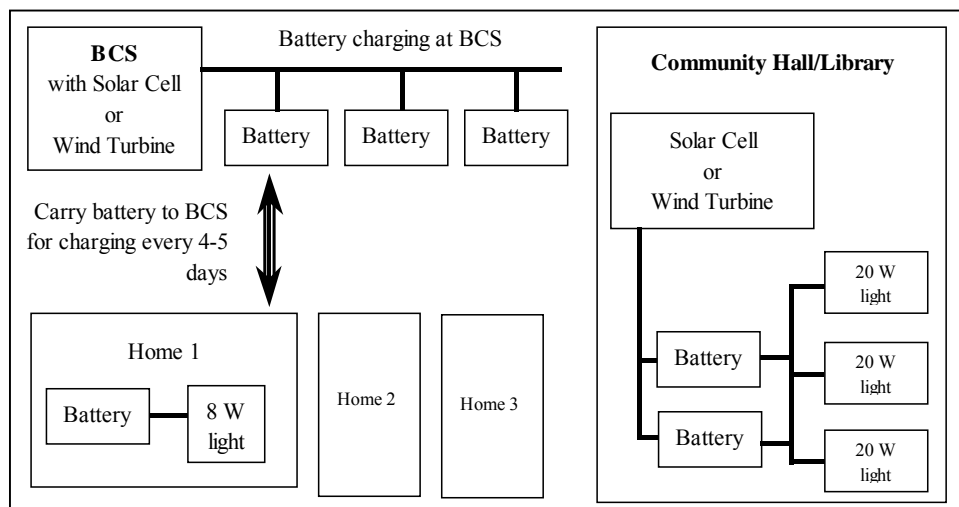 BCS
with Solar Cell
or
Wind Turbine
Battery charging at BCS
Battery
Battery
Battery
Carry battery to BCS
for charging every 4-5
days
Home 1
Battery
8 W
light
Home 2
Home 3
Community Hall/Library
Solar Cell
or
Wind Turbine
Battery
Battery
20 W
light
20 W
light
20 W
light